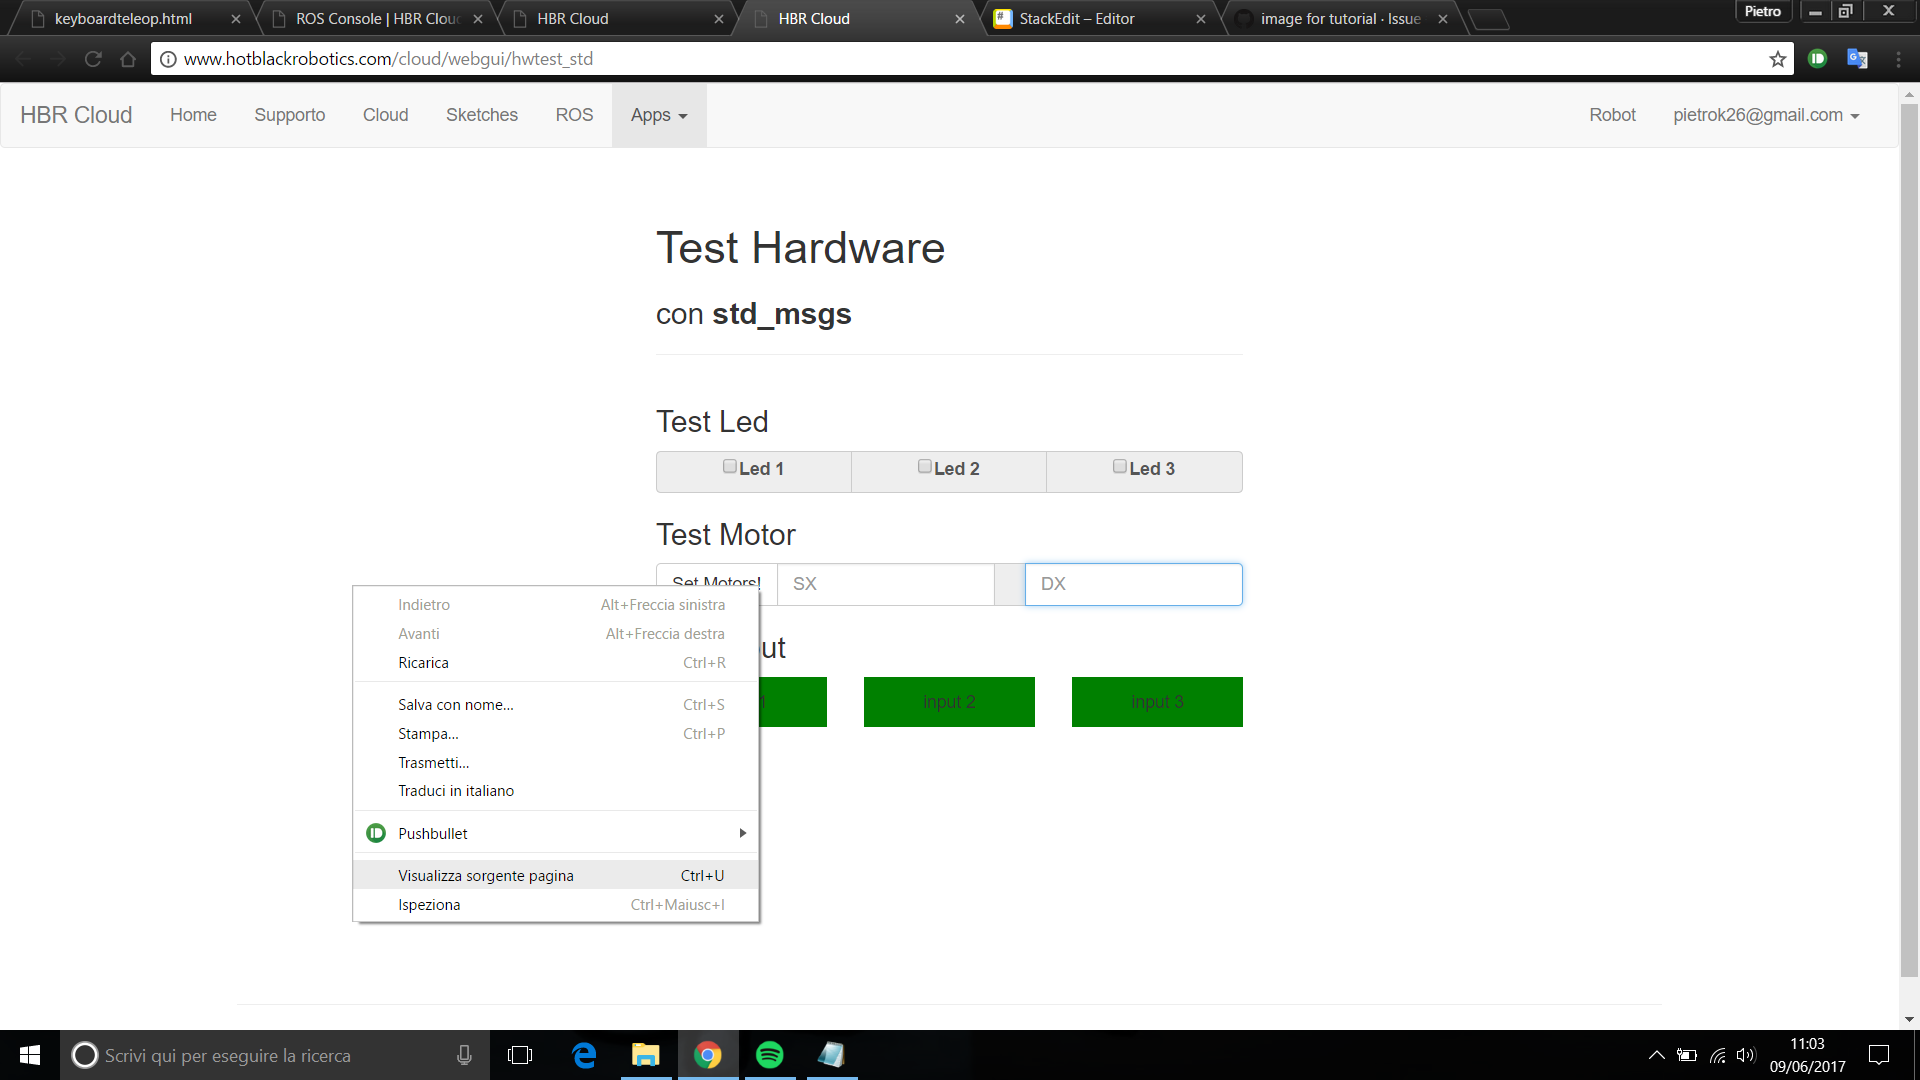 keyboardteleop.html
ROS Console | HBR Clou
HBR Cloud
HBR Cloud
StackEdit – Editor
image for tutorial · Issue
Pietro
www.hotblackrobotics.com/cloud/webgui/hwtest_std
HBR Cloud
Home
Supporto
Cloud
Sketches
ROS
Apps
Robot
pietrok26@gmail.com
Test Hardware
con std_msgs
Test Led
Led 1
Led 2
Led 3
Test Motor
Set Motors!
SX
DX
ut
1
input 2
input 3
Indietro Alt+Freccia sinistra
Avanti Alt+Freccia destra
Ricarica Ctrl+R
Salva con nome... Ctrl+S
Stampa... Ctrl+P
Trasmetti...
Traduci in italiano
Pushbullet
Visualizza sorgente pagina Ctrl+U
Ispeziona Ctrl+Maiusc+I
Scrivi qui per eseguire la ricerca
11:03
09/06/2017